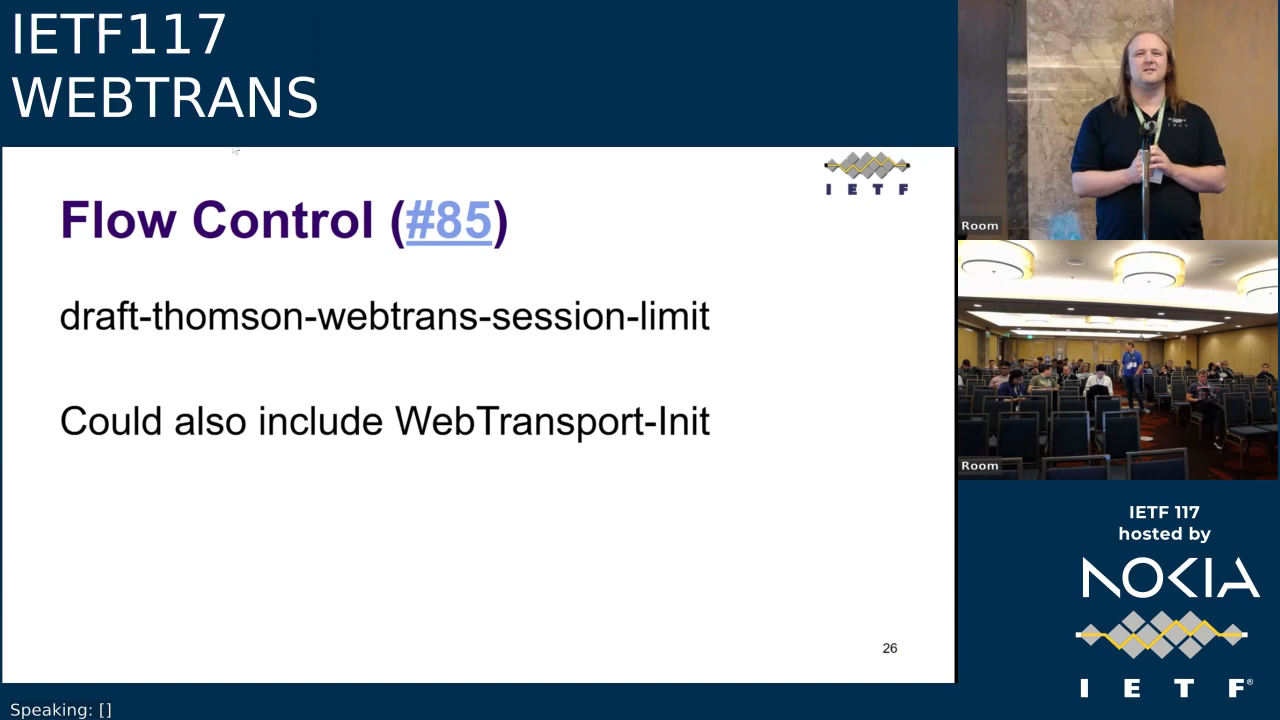 IETF117
WEBTRANS
I E T F
Flow Control (#85)
draft-thomson-webtrans-session-limit
Could also include WebTransport-Init
26
Room
Room
IETF 117
hosted by
NOKIA
I E T F®
Speaking: []